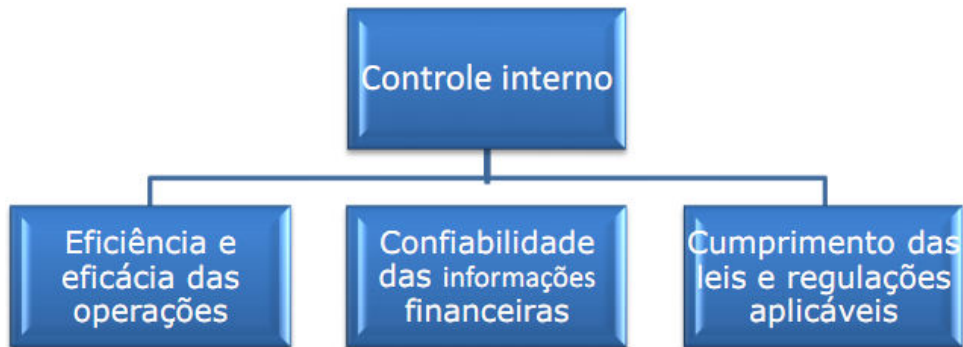 Controle interno
Eficiência e
eficácia das
operações
Confiabilidade
das informações
financeiras
Cumprimento das
leis e regulações
aplicáveis